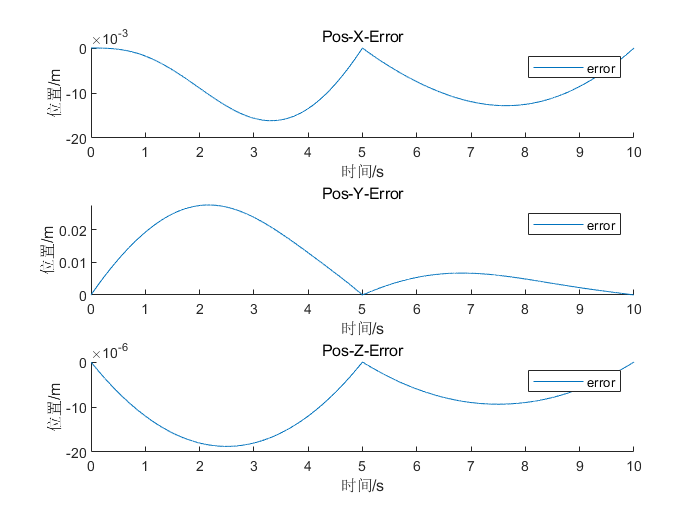 Pos-X-Error
×10-3
0
-10
-20
位置/m
error
0 1 2 3 4 5 6 7 8 9 10
时间/s
Pos-Y-Error
0.02
0.01
0
位置/m
error
0 1 2 3 4 5 6 7 8 9 10
时间/s
Pos-Z-Error
×10-6
0
-10
-20
位置/m
error
0 1 2 3 4 5 6 7 8 9 10
时间/s